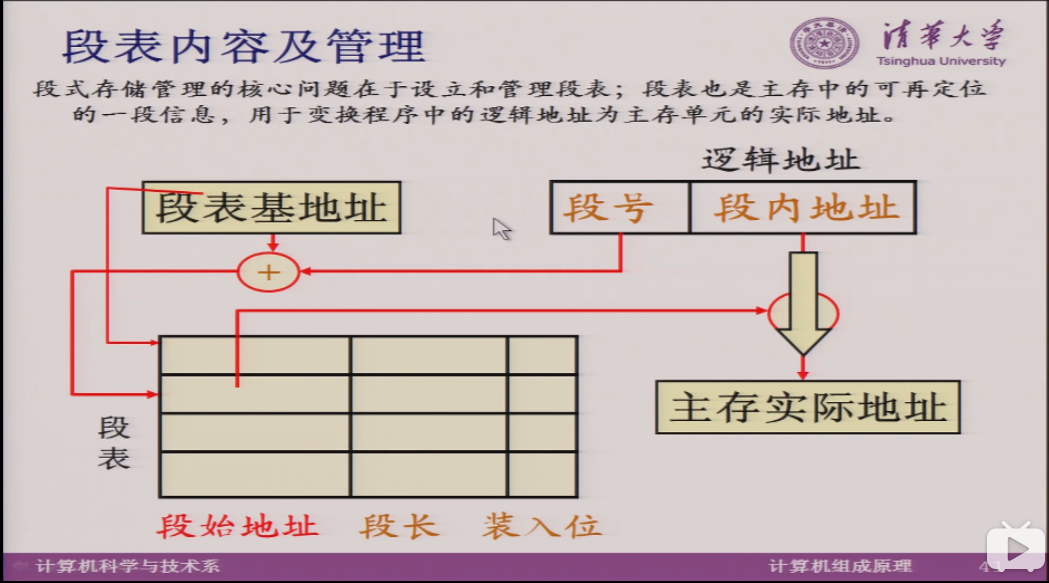 段表内容及管理
清华大学
Tsinghua University
段式存储管理的核心问题在于设立和管理段表；段表也是主存中的可再定位
的一段信息，用于变换程序中的逻辑地址为主存单元的实际地址。
逻辑地址
段表基地址
段号
段内地址
+
主存实际地址
段
表
段始地址
段长
装入位
计算机科学与技术系
计算机组成原理